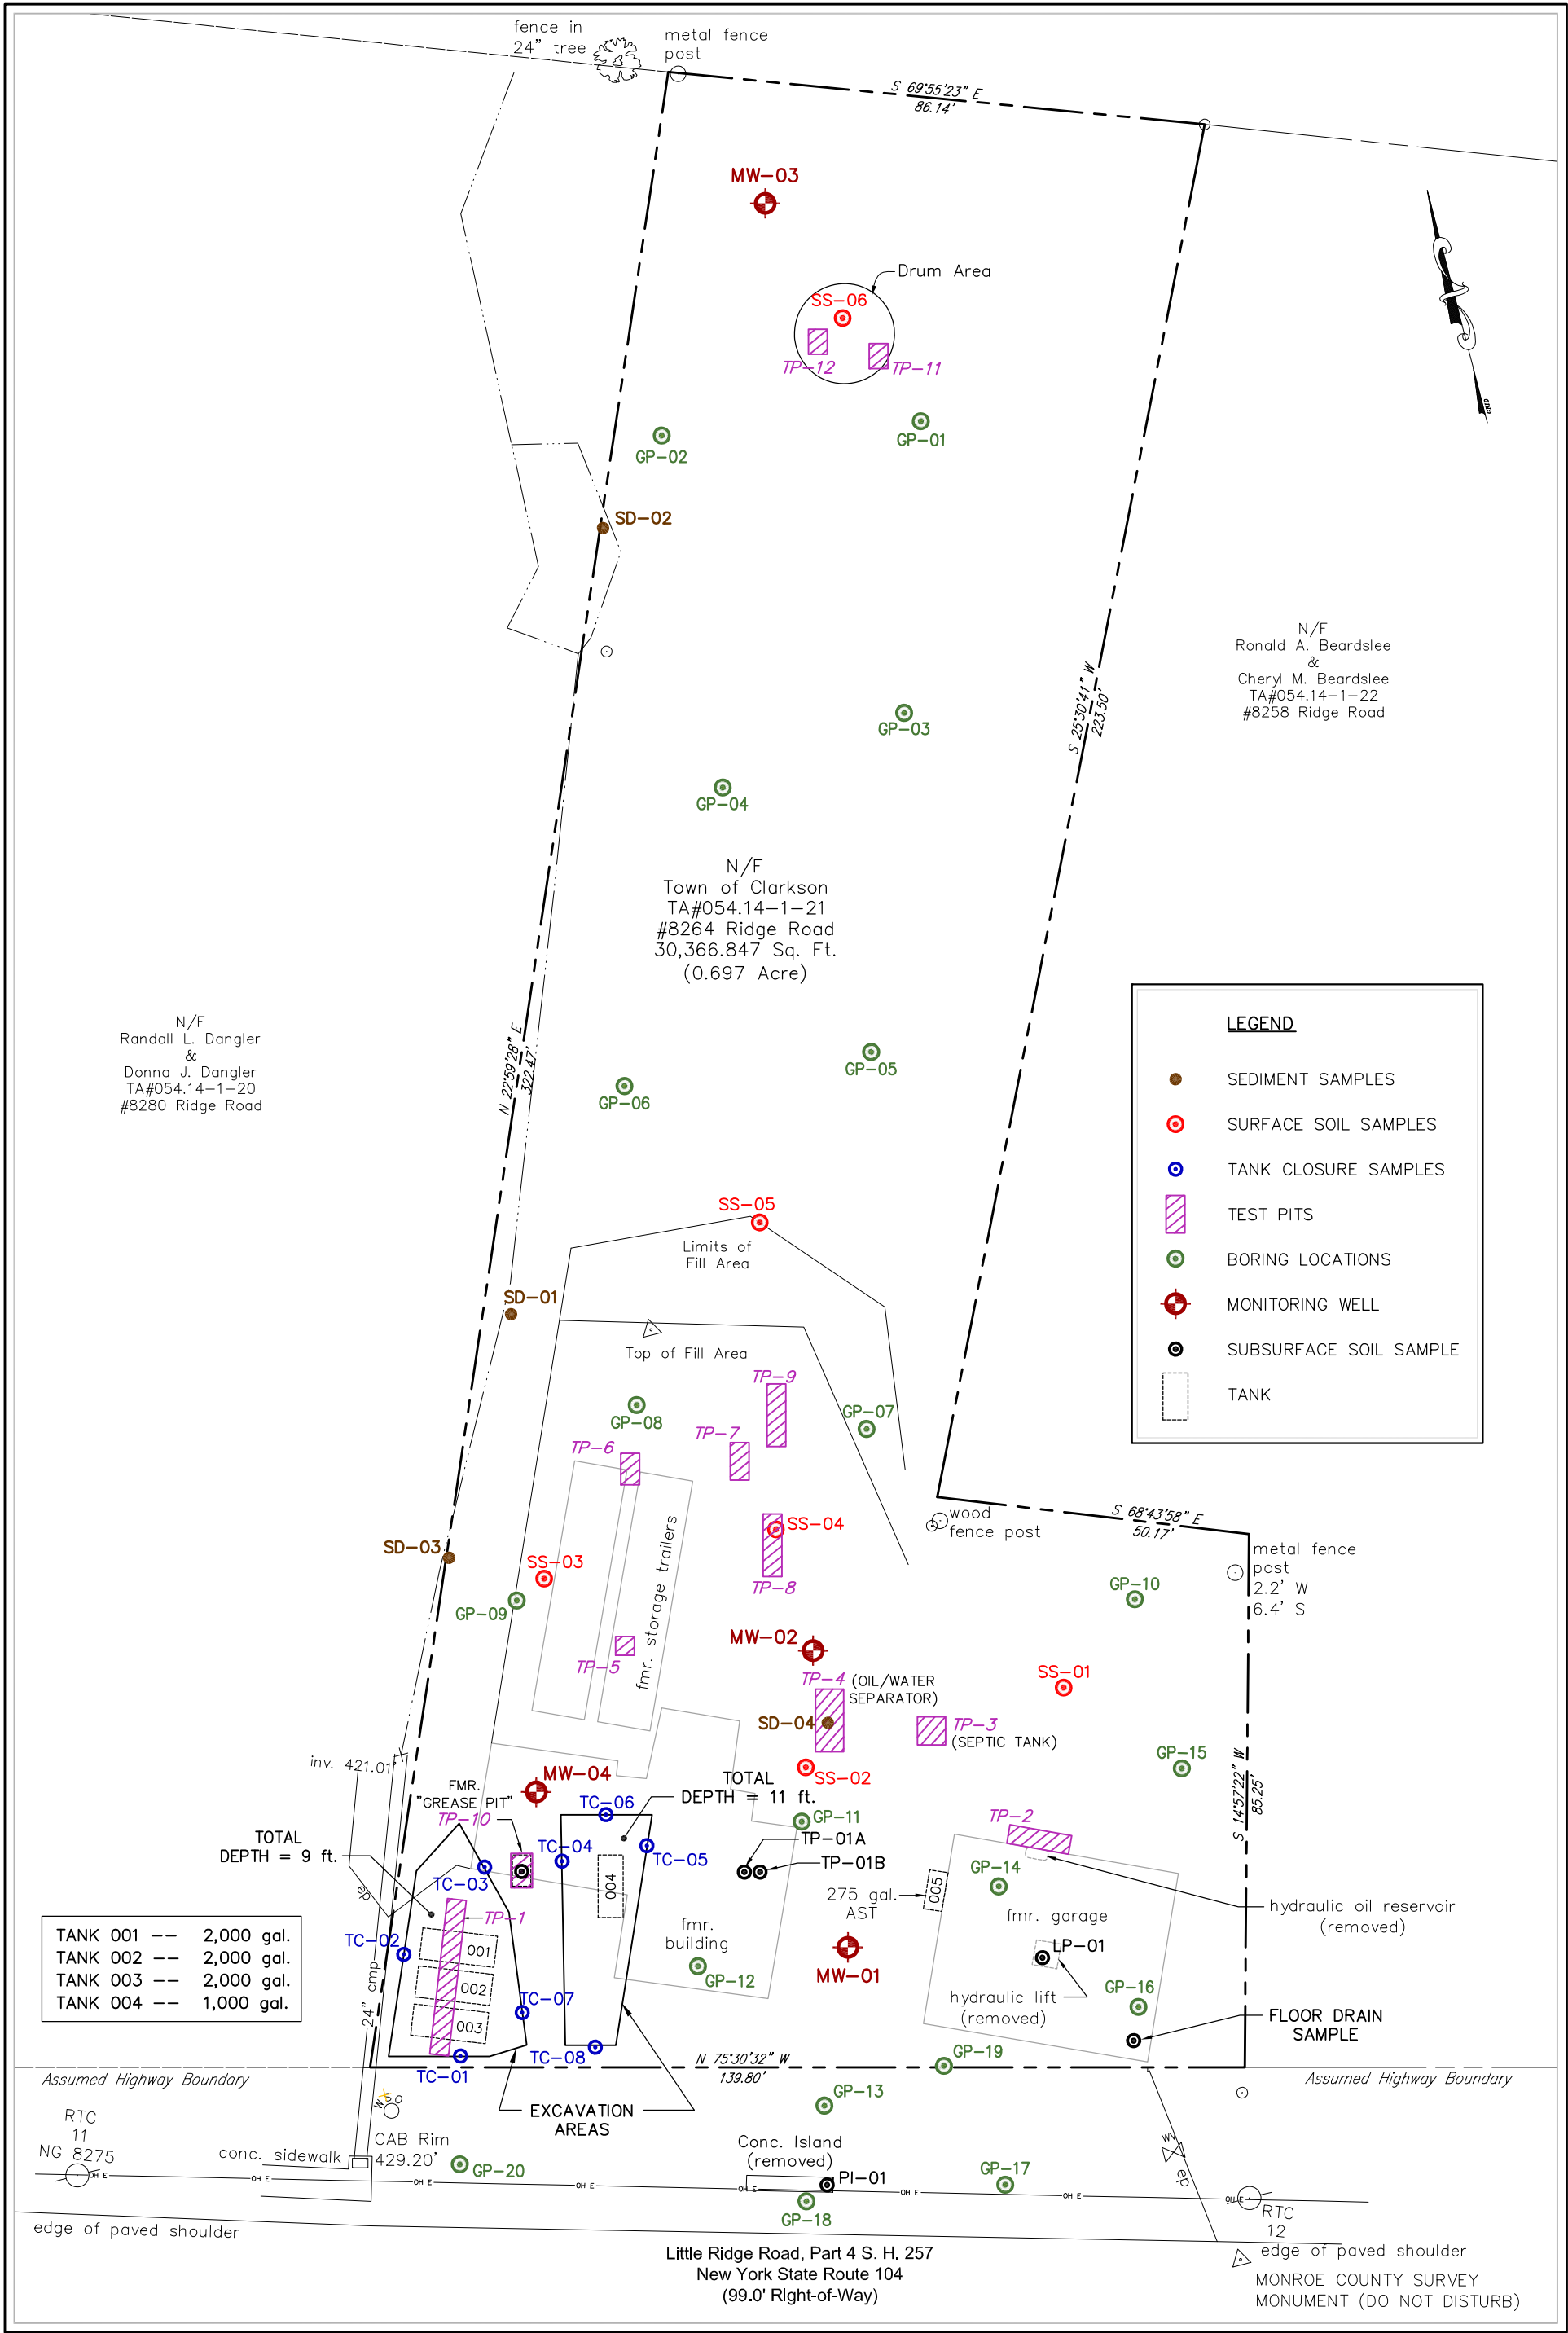 fence in
24" tree
metal fence
post
S 69°55'23" E
86.14'
MW-03
Drum Area
SS-06
TP-12
TP-11
GP-01
GP-02
SD-02
N/F
Ronald A. Beardslee
&
Cheryl M. Beardslee
TA#054.14-1-22
#8258 Ridge Road
S 25°30'41" W
223.50'
GP-03
GP-04
N/F
Town of Clarkson
TA#054.14-1-21
#8264 Ridge Road
30,366.847 Sq. Ft.
(0.697 Acre)
N/F
Randall L. Dangler
&
Donna J. Dangler
TA#054.14-1-20
#8280 Ridge Road
N 22°59'28" E
322.47'
GP-05
GP-06
LEGEND
SEDIMENT SAMPLES
SURFACE SOIL SAMPLES
TANK CLOSURE SAMPLES
TEST PITS
BORING LOCATIONS
MONITORING WELL
SUBSURFACE SOIL SAMPLE
TANK
SS-05
Limits of
Fill Area
SD-01
Top of Fill Area
TP-9
GP-08
GP-07
TP-7
TP-6
wood
fence post
S 68°43'58" E
50.17'
SS-04
SD-03
SS-03
TP-8
GP-09
fmr. storage trailers
metal fence
post
2.2' W
6.4' S
GP-10
MW-02
TP-5
TP-4 (OIL/WATER
SEPARATOR)
SS-01
SD-04
TP-3
(SEPTIC TANK)
GP-15
S 14°57'22" W
85.25'
inv. 421.01'
MW-04
SS-02
FMR.
"GREASE PIT"
TP-10
TOTAL
DEPTH = 11 ft.
TC-06
GP-11
TP-2
TOTAL
DEPTH = 9 ft.
TC-04
TC-05
TP-01A
TP-01B
TC-03
ep
004
GP-14
275 gal.
AST
005
hydraulic oil reservoir
(removed)
TP-1
fmr.
building
fmr. garage
TANK 001 -- 2,000 gal.
TANK 002 -- 2,000 gal.
TANK 003 -- 2,000 gal.
TANK 004 -- 1,000 gal.
TC-02
001
002
003
LP-01
MW-01
GP-12
hydraulic lift
(removed)
GP-16
TC-07
24" cmp
FLOOR DRAIN
SAMPLE
TC-01
TC-08
N 75°30'32" W
139.80'
GP-19
Assumed Highway Boundary
Assumed Highway Boundary
GP-13
EXCAVATION
AREAS
RTC
11
NG 8275
CAB Rim
429.20'
conc. sidewalk
GP-20
Conc. Island
(removed)
PI-01
GP-17
wv
ep
OH E
OH E
OH E
OH E
OH E
OH E
OH E
GP-18
RTC
12
edge of paved shoulder
edge of paved shoulder
Little Ridge Road, Part 4 S. H. 257
New York State Route 104
(99.0' Right-of-Way)
MONROE COUNTY SURVEY
MONUMENT (DO NOT DISTURB)